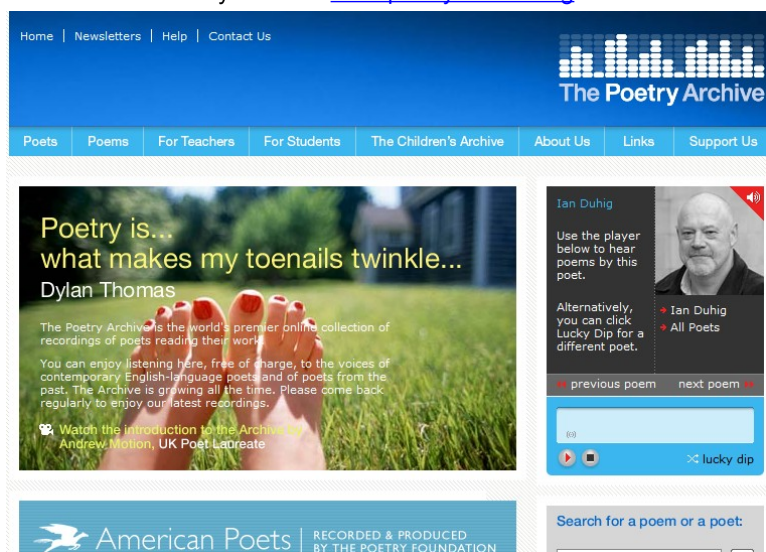 Home | Newsletters | Help | Contact Us
The Poetry Archive
Poets
Poems
For Teachers
For Students
The Children's Archive
About Us
Links
Support Us
Poetry is...
what makes my toenails twinkle...
Dylan Thomas
The Poetry Archive is the world's premier online collection of
recordings of poets reading their work.
You can enjoy listening here, free of charge, to the voices of
contemporary English-language poets and of poets from the
past. The Archive is growing all the time. Please come back
regularly to enjoy our latest recordings.
Watch the introduction to the Archive by
Andrew Motion, UK Poet Laureate
Ian Duhig
Use the player
below to hear
poems by this
poet.
Alternatively,
you can click
Lucky Dip for a
different poet.
Ian Duhig
All Poets
previous poem
next poem
lucky dip
American Poets
RECORDED & PRODUCED
BY THE POETRY FOUNDATION
Search for a poem or a poet: